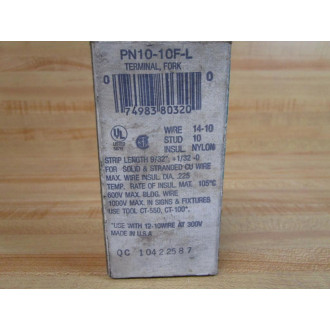 PN10-10F-L
TERMINAL, FORK
0 0
74983 80320
UL LISTED
WIRE 14-10
STUD 10
INSUL. NYLON
STRIP LENGTH 9/32", +1/32 -0
FOR SOLID & STRANDED CU WIRE
MAX. WIRE INSUL. DIA. .225
TEMP. RATE OF INSUL. MAT. 105°C
600V MAX. BLDG. WIRE
1000V MAX. IN SIGNS & FIXTURES
USE TOOL CT-550, CT-100*.
*USE WITH 12-10WIRE AT 300V
MADE IN U.S.A
QC 10422587